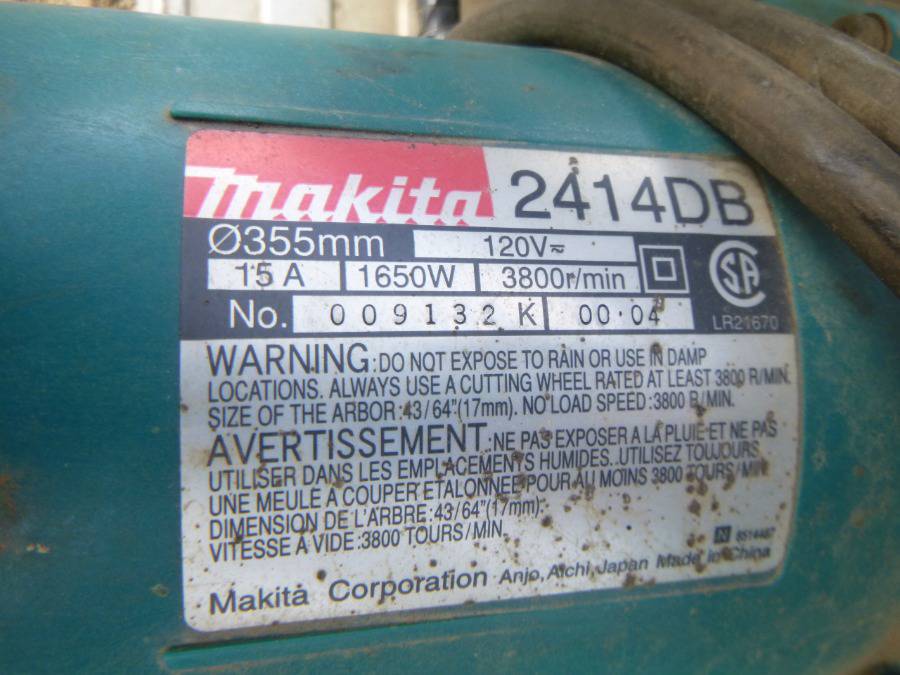 makita 2414DB
Ø355mm 120V≂
15 A 1650W 3800r/min
No. 009132 K 00·04
LR21670
WARNING:DO NOT EXPOSE TO RAIN OR USE IN DAMP
LOCATIONS. ALWAYS USE A CUTTING WHEEL RATED AT LEAST 3800 R/MIN.
SIZE OF THE ARBOR:43/64"(17mm). NO LOAD SPEED:3800 R/MIN.
AVERTISSEMENT:NE PAS EXPOSER A LA PLUIE ET NE PAS
UTILISER DANS LES EMPLACEMENTS HUMIDES. UTILISEZ TOUJOURS
UNE MEULE A COUPER ETALONNEE POUR AU MOINS 3800 TOURS/MIN.
DIMENSION DE L'ARBRE:43/64"(17mm).
VITESSE A VIDE:3800 TOURS/MIN.
N 8514487
Makita Corporation Anjo, Aichi, Japan Made in China